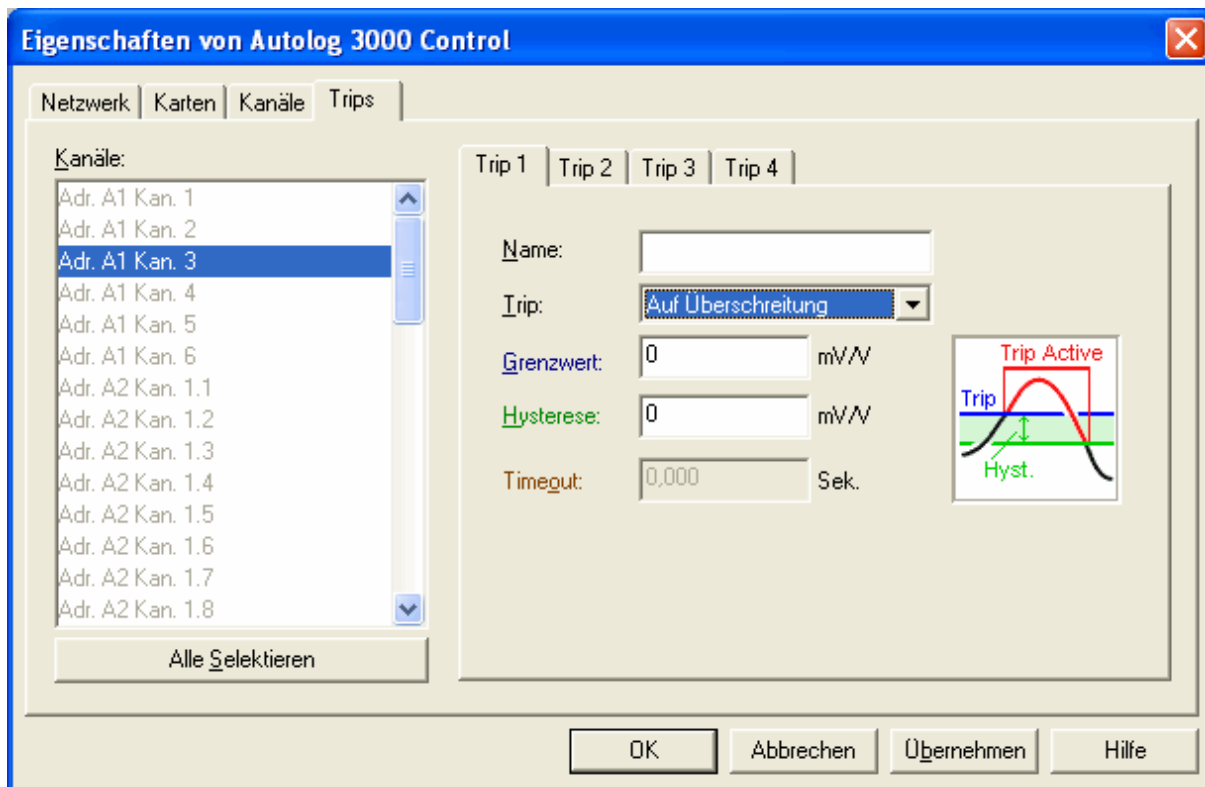 Eigenschaften von Autolog 3000 Control
Netzwerk Karten Kanäle Trips
Kanäle:
Adr. A1 Kan. 1
Adr. A1 Kan. 2
Adr. A1 Kan. 3
Adr. A1 Kan. 4
Adr. A1 Kan. 5
Adr. A1 Kan. 6
Adr. A2 Kan. 1.1
Adr. A2 Kan. 1.2
Adr. A2 Kan. 1.3
Adr. A2 Kan. 1.4
Adr. A2 Kan. 1.5
Adr. A2 Kan. 1.6
Adr. A2 Kan. 1.7
Adr. A2 Kan. 1.8
Alle Selektieren
Trip 1 Trip 2 Trip 3 Trip 4
Name:
Trip: Auf Überschreitung
Grenzwert: 0 mV/V
Hysterese: 0 mV/V
Timeout: 0,000 Sek.
Trip Active
Trip
Hyst.
OK Abbrechen Übernehmen Hilfe